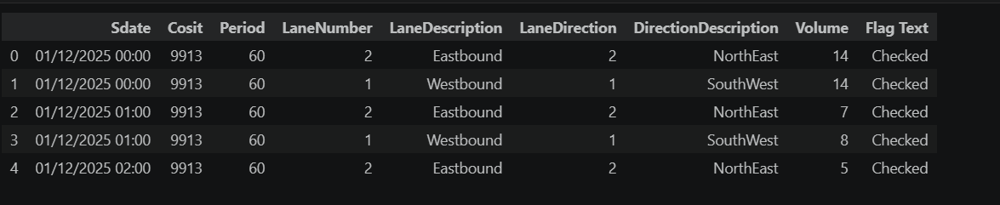 Sdate Cosit Period LaneNumber LaneDescription LaneDirection DirectionDescription Volume Flag Text
0 01/12/2025 00:00 9913 60 2 Eastbound 2 NorthEast 14 Checked
1 01/12/2025 00:00 9913 60 1 Westbound 1 SouthWest 14 Checked
2 01/12/2025 01:00 9913 60 2 Eastbound 2 NorthEast 7 Checked
3 01/12/2025 01:00 9913 60 1 Westbound 1 SouthWest 8 Checked
4 01/12/2025 02:00 9913 60 2 Eastbound 2 NorthEast 5 Checked